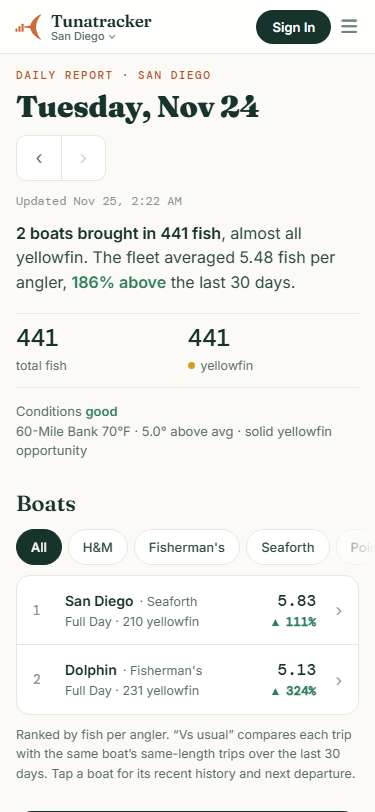 Tunatracker
San Diego
Sign In
DAILY REPORT · SAN DIEGO
Tuesday, Nov 24
Updated Nov 25, 2:22 AM
2 boats brought in 441 fish, almost all
yellowfin. The fleet averaged 5.48 fish per
angler, 186% above the last 30 days.
441 441
total fish yellowfin
Conditions good
60-Mile Bank 70°F · 5.0° above avg · solid yellowfin
opportunity
Boats
All H&M Fisherman's Seaforth
1 San Diego · Seaforth 5.83
Full Day · 210 yellowfin ▲ 111%
2 Dolphin · Fisherman's 5.13
Full Day · 231 yellowfin ▲ 324%
Ranked by fish per angler. “Vs usual” compares each trip
with the same boat’s same-length trips over the last 30
days. Tap a boat for its recent history and next departure.